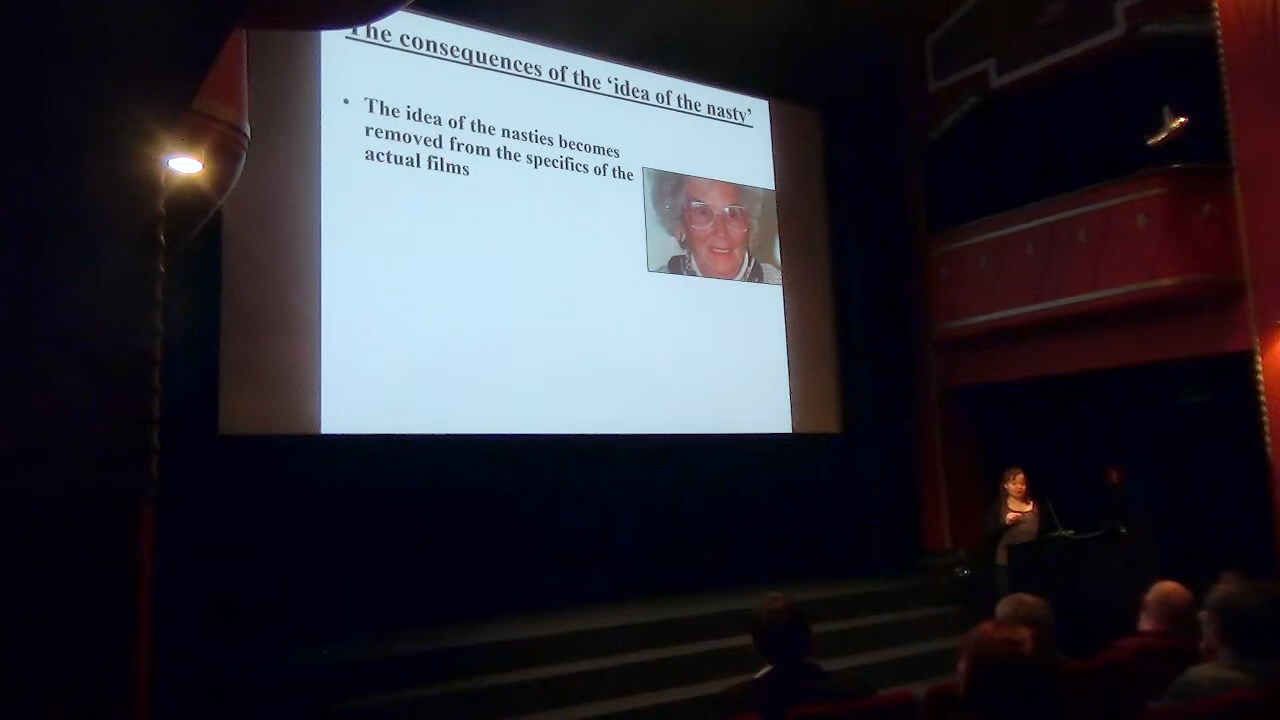 The consequences of the ‘idea of the nasty’
• The idea of the nasties becomes
removed from the specifics of the
actual films